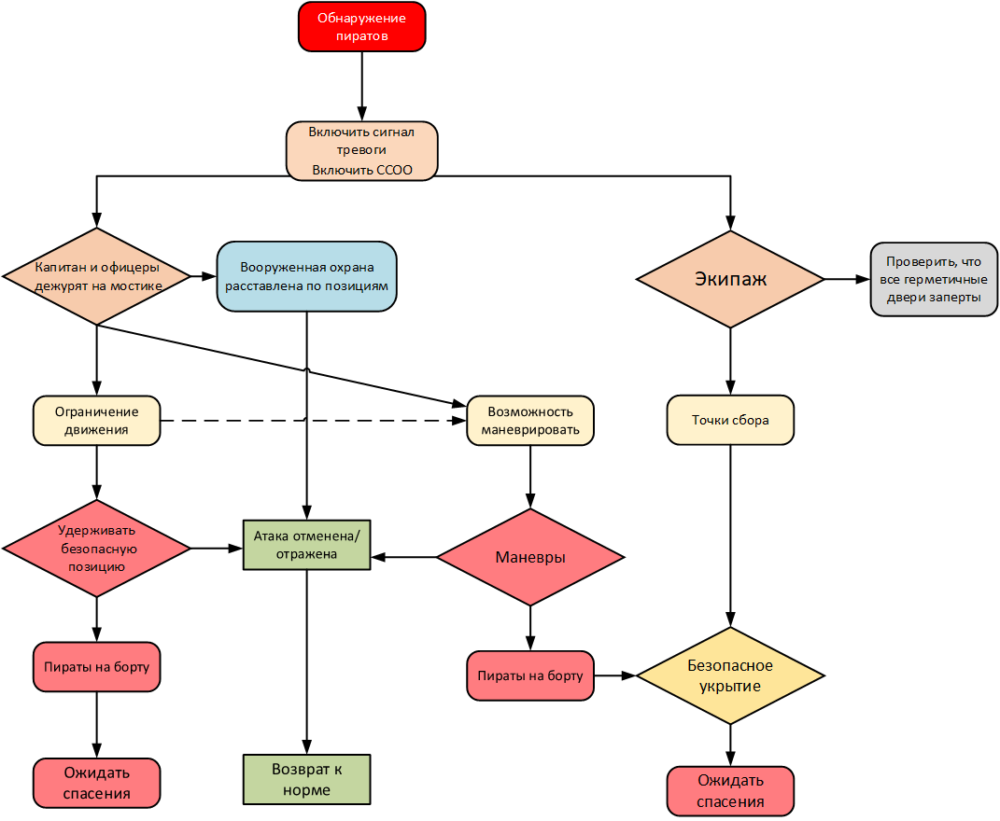 Обнаружение
пиратов
Включить сигнал
тревоги
Включить ССОО
Капитан и офицеры
дежурят на мостике
Вооруженная охрана
расставлена по позициям
Экипаж
Проверить, что
все герметичные
двери заперты
Ограничение
движения
Возможность
маневрировать
Точки сбора
Удерживать
безопасную
позицию
Атака отменена/
отражена
Маневры
Пираты на борту
Пираты на борту
Безопасное
укрытие
Ожидать
спасения
Возврат к
норме
Ожидать
спасения